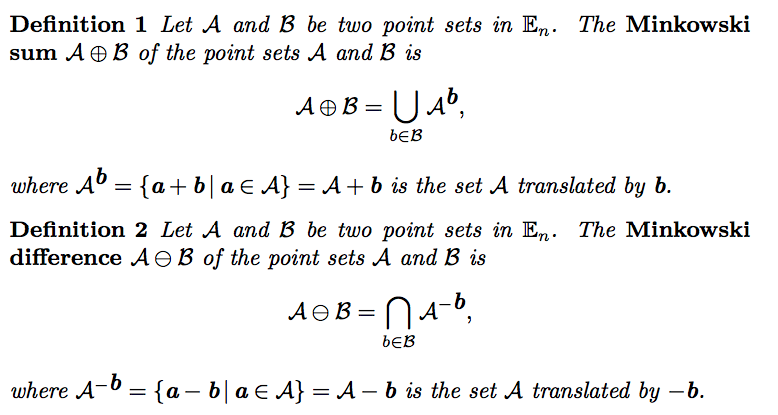 Definition 1 Let 𝒜 and ℬ be two point sets in 𝔼ₙ. The Minkowski
sum 𝒜 ⊕ ℬ of the point sets 𝒜 and ℬ is
𝒜 ⊕ ℬ = ⋃_{b∈ℬ} 𝒜^b,
where 𝒜^b = {a + b| a ∈ 𝒜} = 𝒜 + b is the set 𝒜 translated by b.
Definition 2 Let 𝒜 and ℬ be two point sets in 𝔼ₙ. The Minkowski
difference 𝒜 ⊖ ℬ of the point sets 𝒜 and ℬ is
𝒜 ⊖ ℬ = ⋂_{b∈ℬ} 𝒜^{−b},
where 𝒜^{−b} = {a − b| a ∈ 𝒜} = 𝒜 − b is the set 𝒜 translated by −b.